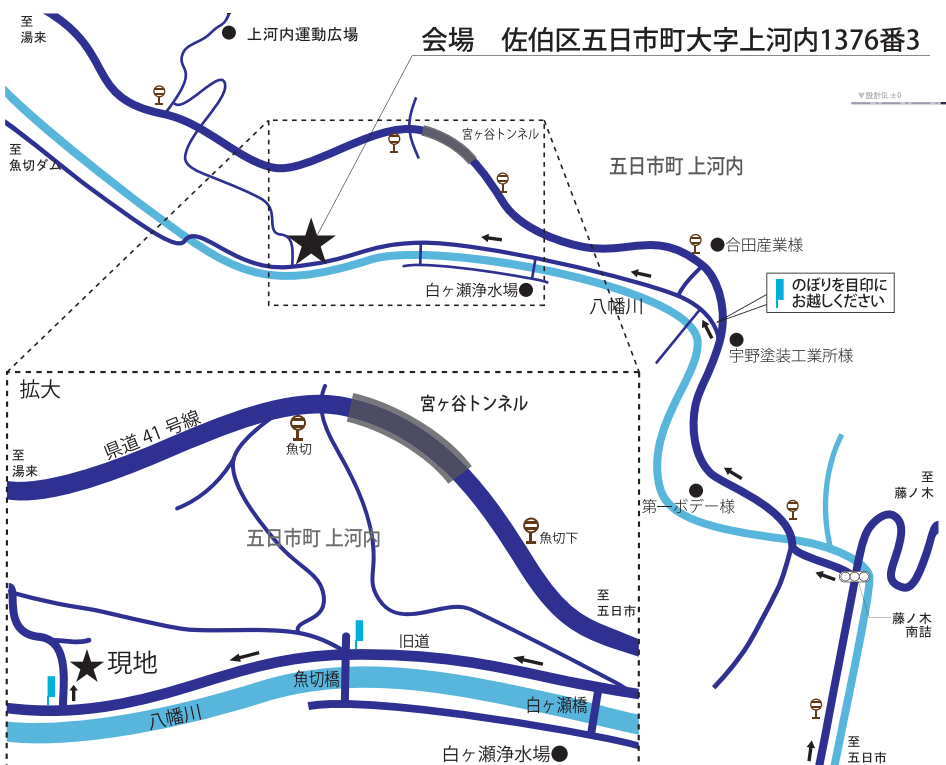 至
湯来
上河内運動広場
会場　佐伯区五日市町大字上河内1376番3
▼設計GL±0
至
魚切ダム
宮ヶ谷トンネル
五日市町 上河内
合田産業様
のぼりを目印に
お越しください
白ヶ瀬浄水場
八幡川
宇野塗装工業所様
拡大
宮ヶ谷トンネル
県道 41 号線
至
湯来
魚切
五日市町 上河内
魚切下
第一ボデー様
至
藤ノ木
至
五日市
藤ノ木
南詰
旧道
現地
魚切橋
白ヶ瀬橋
八幡川
白ヶ瀬浄水場
至
五日市